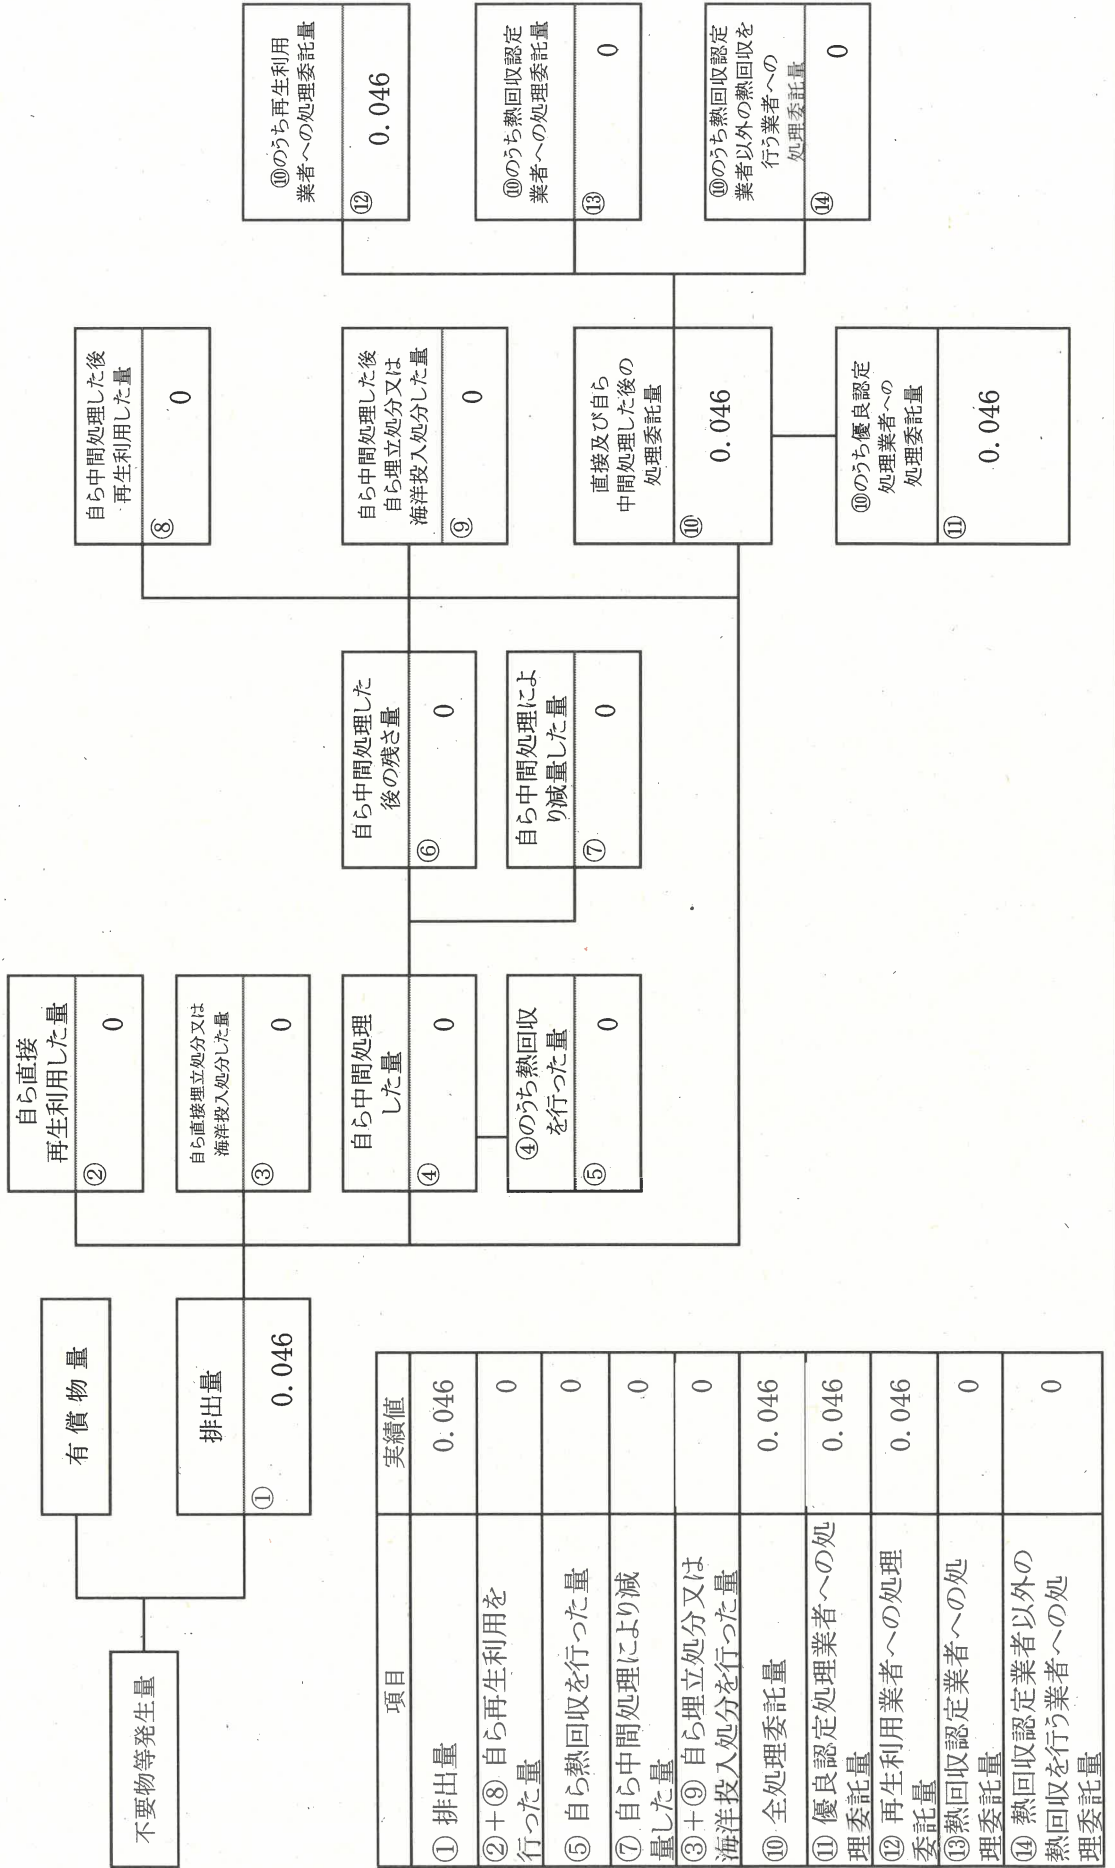 不要物等発生量
有償物量
排出量
①
0.046
自ら直接
再生利用した量
②
0
自ら直接埋立処分又は
海洋投入処分した量
③
0
自ら中間処理
した量
④
0
④のうち熱回収
を行った量
⑤
0
自ら中間処理した
後の残さ量
⑥
0
自ら中間処理によ
り減量した量
⑦
0
自ら中間処理した後
再生利用した量
⑧
0
自ら中間処理した後
自ら埋立処分又は
海洋投入処分した量
⑨
0
直接及び自ら
中間処理した後の
処理委託量
⑩
0.046
⑩のうち優良認定
処理業者への
処理委託量
⑪
0.046
⑩のうち再生利用
業者への処理委託量
⑫
0.046
⑩のうち熱回収認定
業者への処理委託量
⑬
0
⑩のうち熱回収認定
業者以外の熱回収を
行う業者への
処理委託量
⑭
0
項目 実績値
①排出量 0.046
②+⑧ 自ら再生利用を
行った量 0
⑤ 自ら熱回収を行った量 0
⑦ 自ら中間処理により減
量した量 0
③+⑨ 自ら埋立処分又は
海洋投入処分を行った量 0
⑩ 全処理委託量 0.046
⑪ 優良認定処理業者への処
理委託量 0.046
⑫ 再生利用業者への処理
委託量 0.046
⑬熱回収認定業者への処
理委託量 0
⑭ 熱回収認定業者以外の
熱回収を行う業者への処
理委託量 0